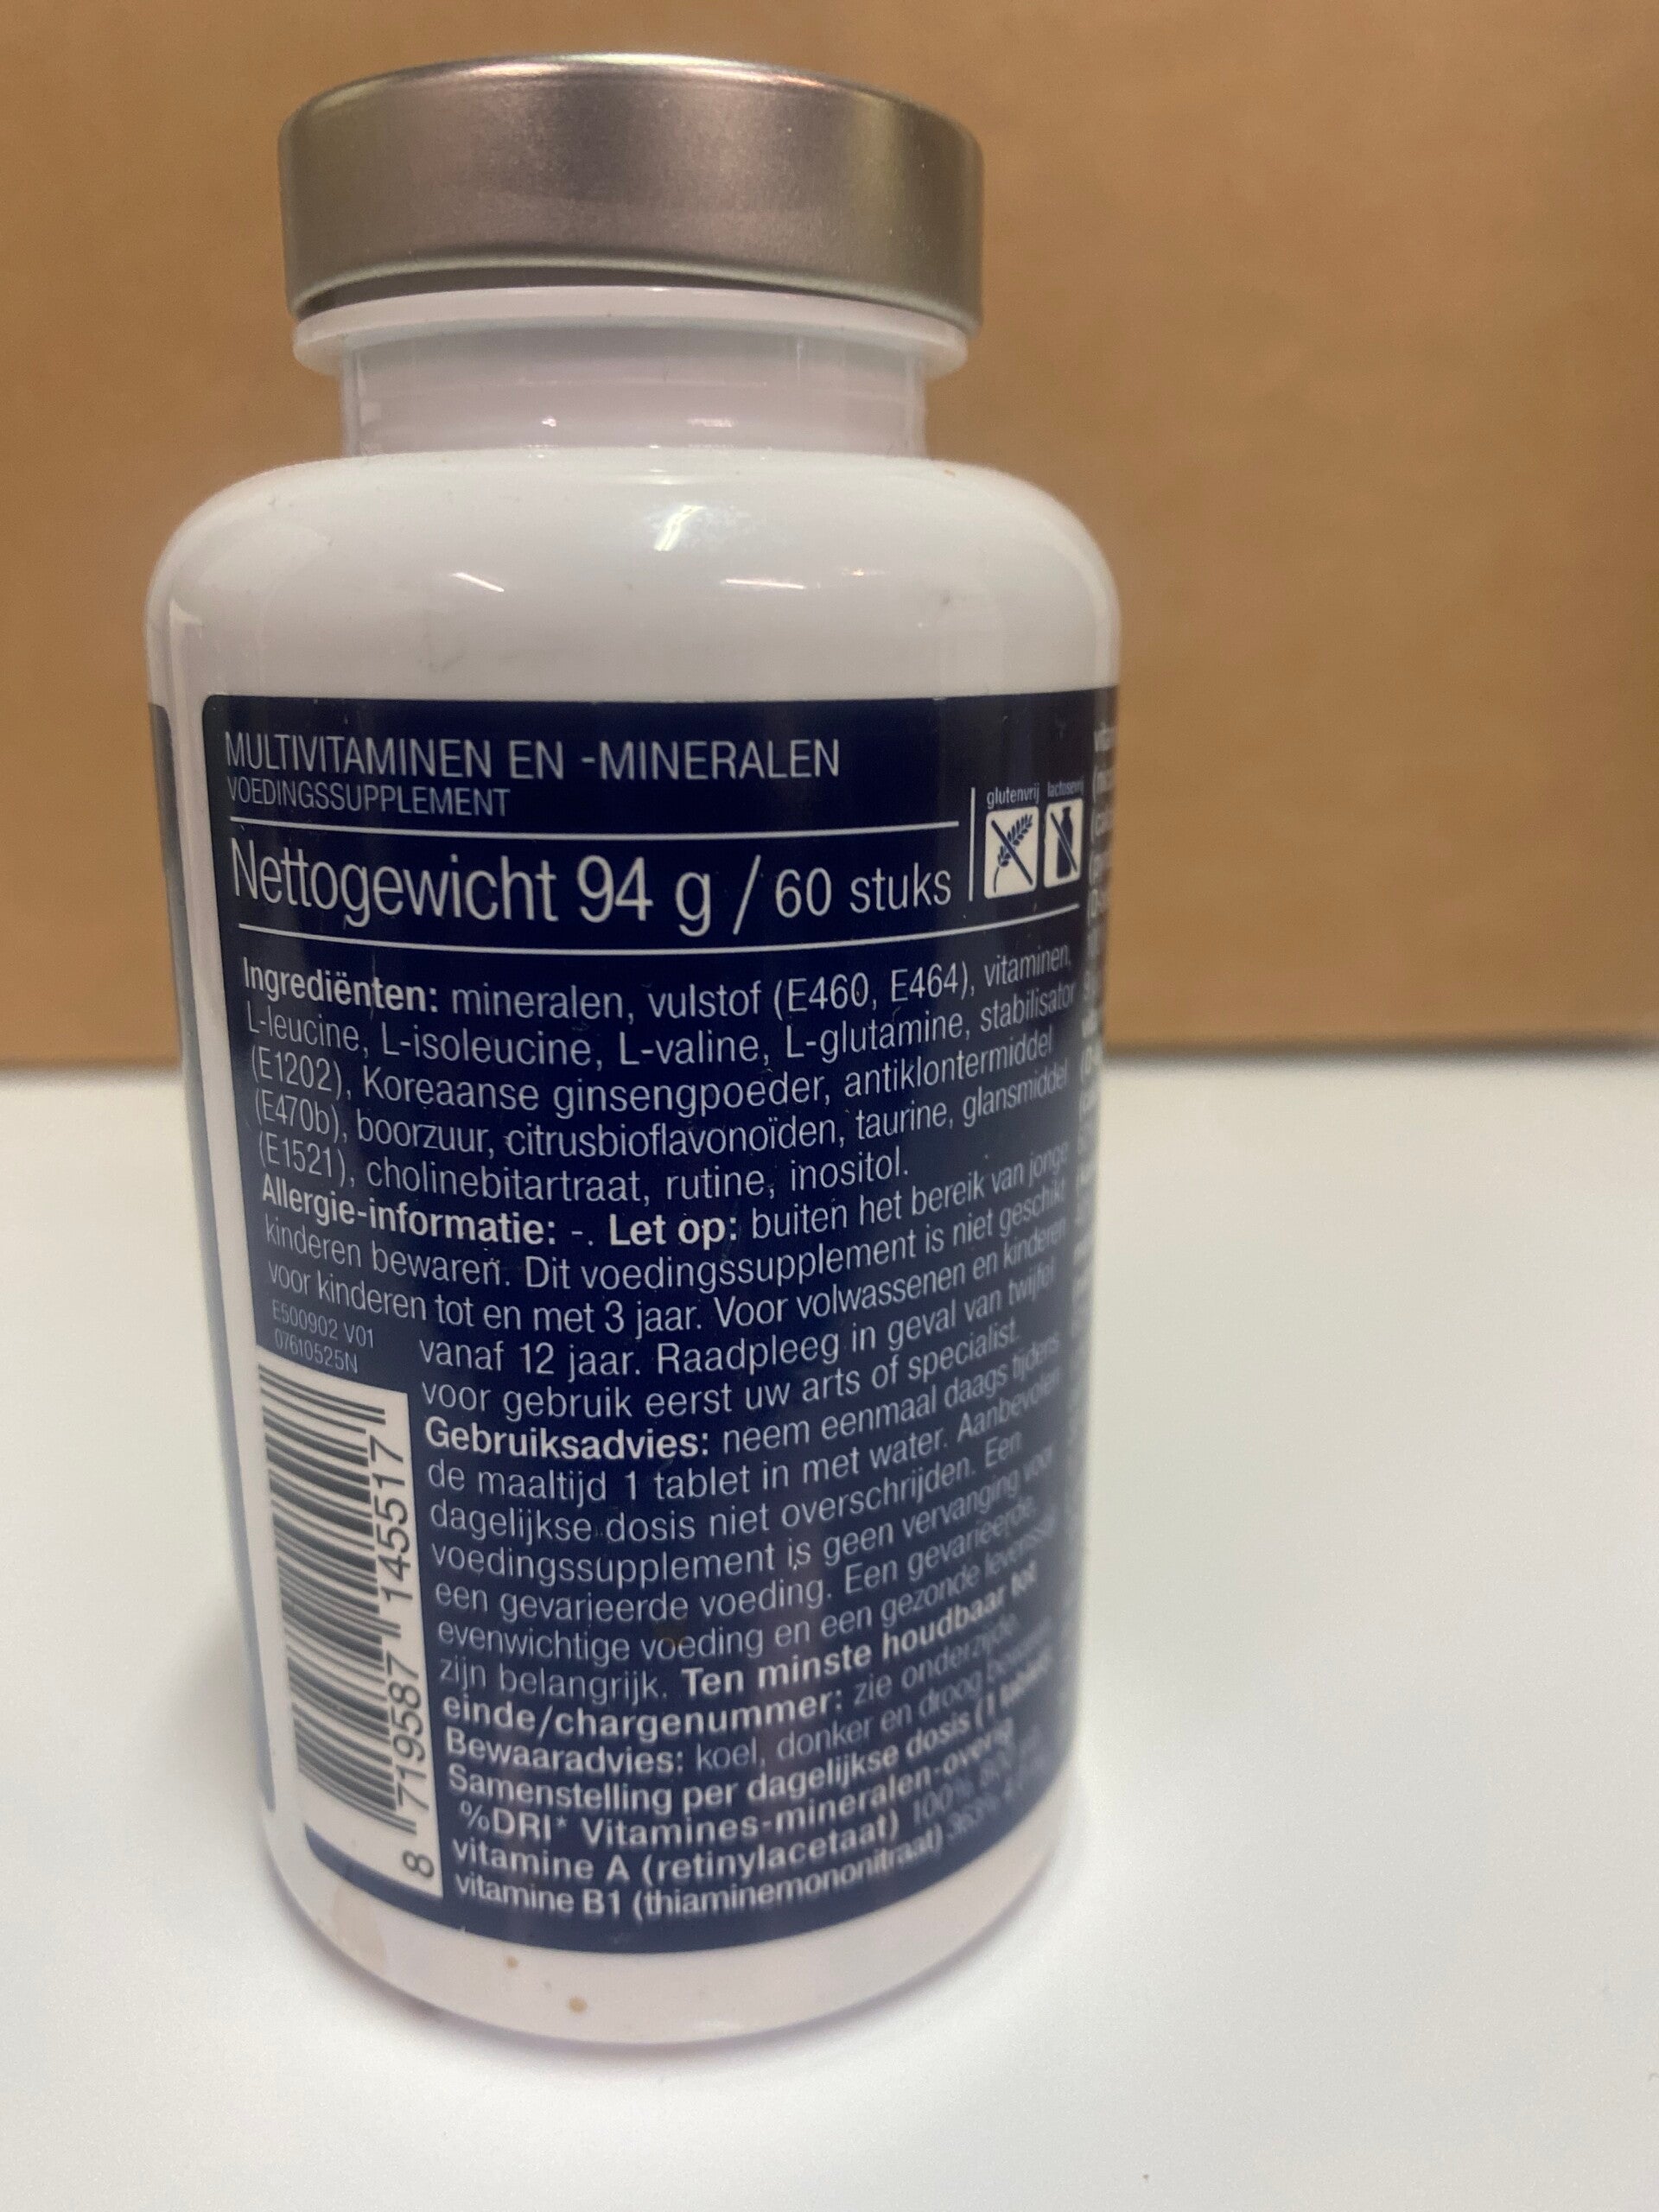 MULTIVITAMINEN EN -MINERALEN
VOEDINGSSUPPLEMENT
Nettogewicht 94 g / 60 stuks
glutenvrij lactosevrij
Ingrediënten: mineralen, vulstof (E460, E464), vitaminen,
L-leucine, L-isoleucine, L-valine, L-glutamine, stabilisator
(E1202), Koreaanse ginsengpoeder, antiklontermiddel
(E470b), boorzuur, citrusbioflavonoïden, taurine, glansmiddel
(E1521), cholinebitartraat, rutine, inositol.
Allergie-informatie: -. Let op: buiten het bereik van jonge
kinderen bewaren. Dit voedingssupplement is niet geschikt
voor kinderen tot en met 3 jaar. Voor volwassenen en kinderen
vanaf 12 jaar. Raadpleeg in geval van twijfel
voor gebruik eerst uw arts of specialist.
Gebruiksadvies: neem eenmaal daags tijdens
de maaltijd 1 tablet in met water. Aanbevolen
dagelijkse dosis niet overschrijden. Een
voedingssupplement is geen vervanging voor
een gevarieerde voeding. Een gevarieerde,
evenwichtige voeding en een gezonde levensstijl
zijn belangrijk. Ten minste houdbaar tot
einde/chargenummer: zie onderzijde.
Bewaaradvies: koel, donker en droog bewaren.
Samenstelling per dagelijkse dosis (1 tablet)
%DRI* Vitamines-mineralen-overig
vitamine A (retinylacetaat) 100% 800
vitamine B1 (thiaminemononitraat) 363%
E500902 V01
07610525N
8 719587 145517